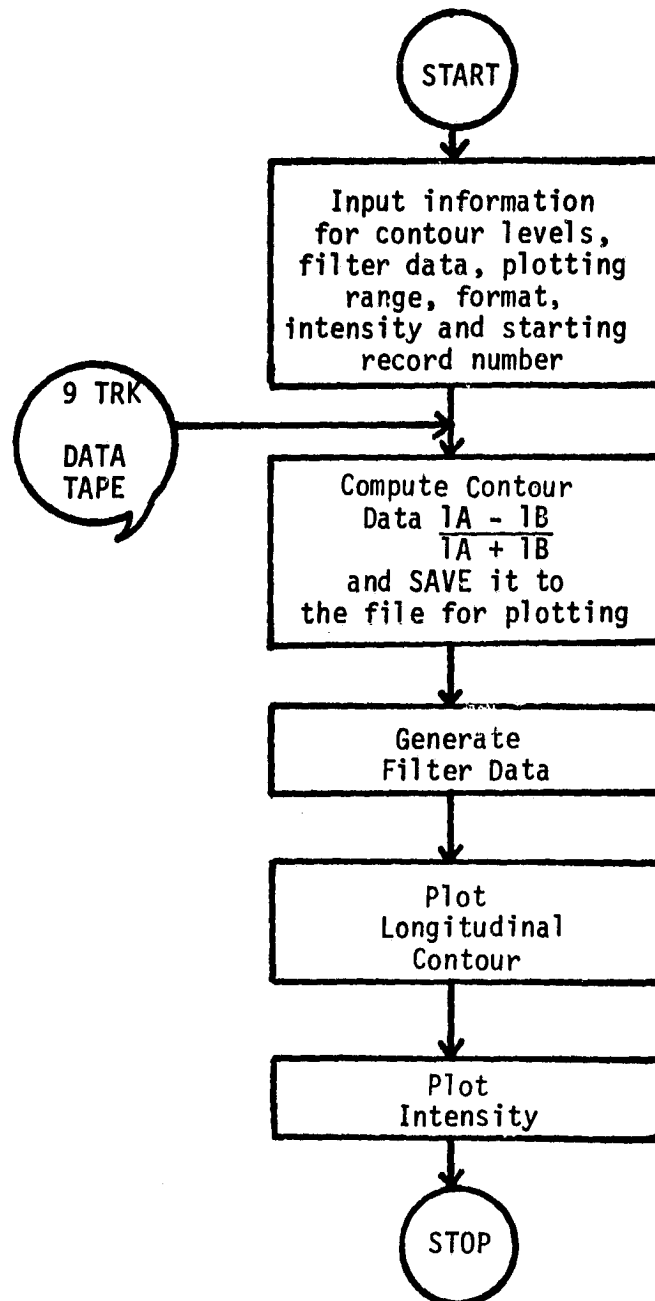 START
Input information
for contour levels,
filter data, plotting
range, format,
intensity and starting
record number
9 TRK
DATA
TAPE
Compute Contour
Data 1A - 1B
1A + 1B
and SAVE it to
the file for plotting
Generate
Filter Data
Plot
Longitudinal
Contour
Plot
Intensity
STOP